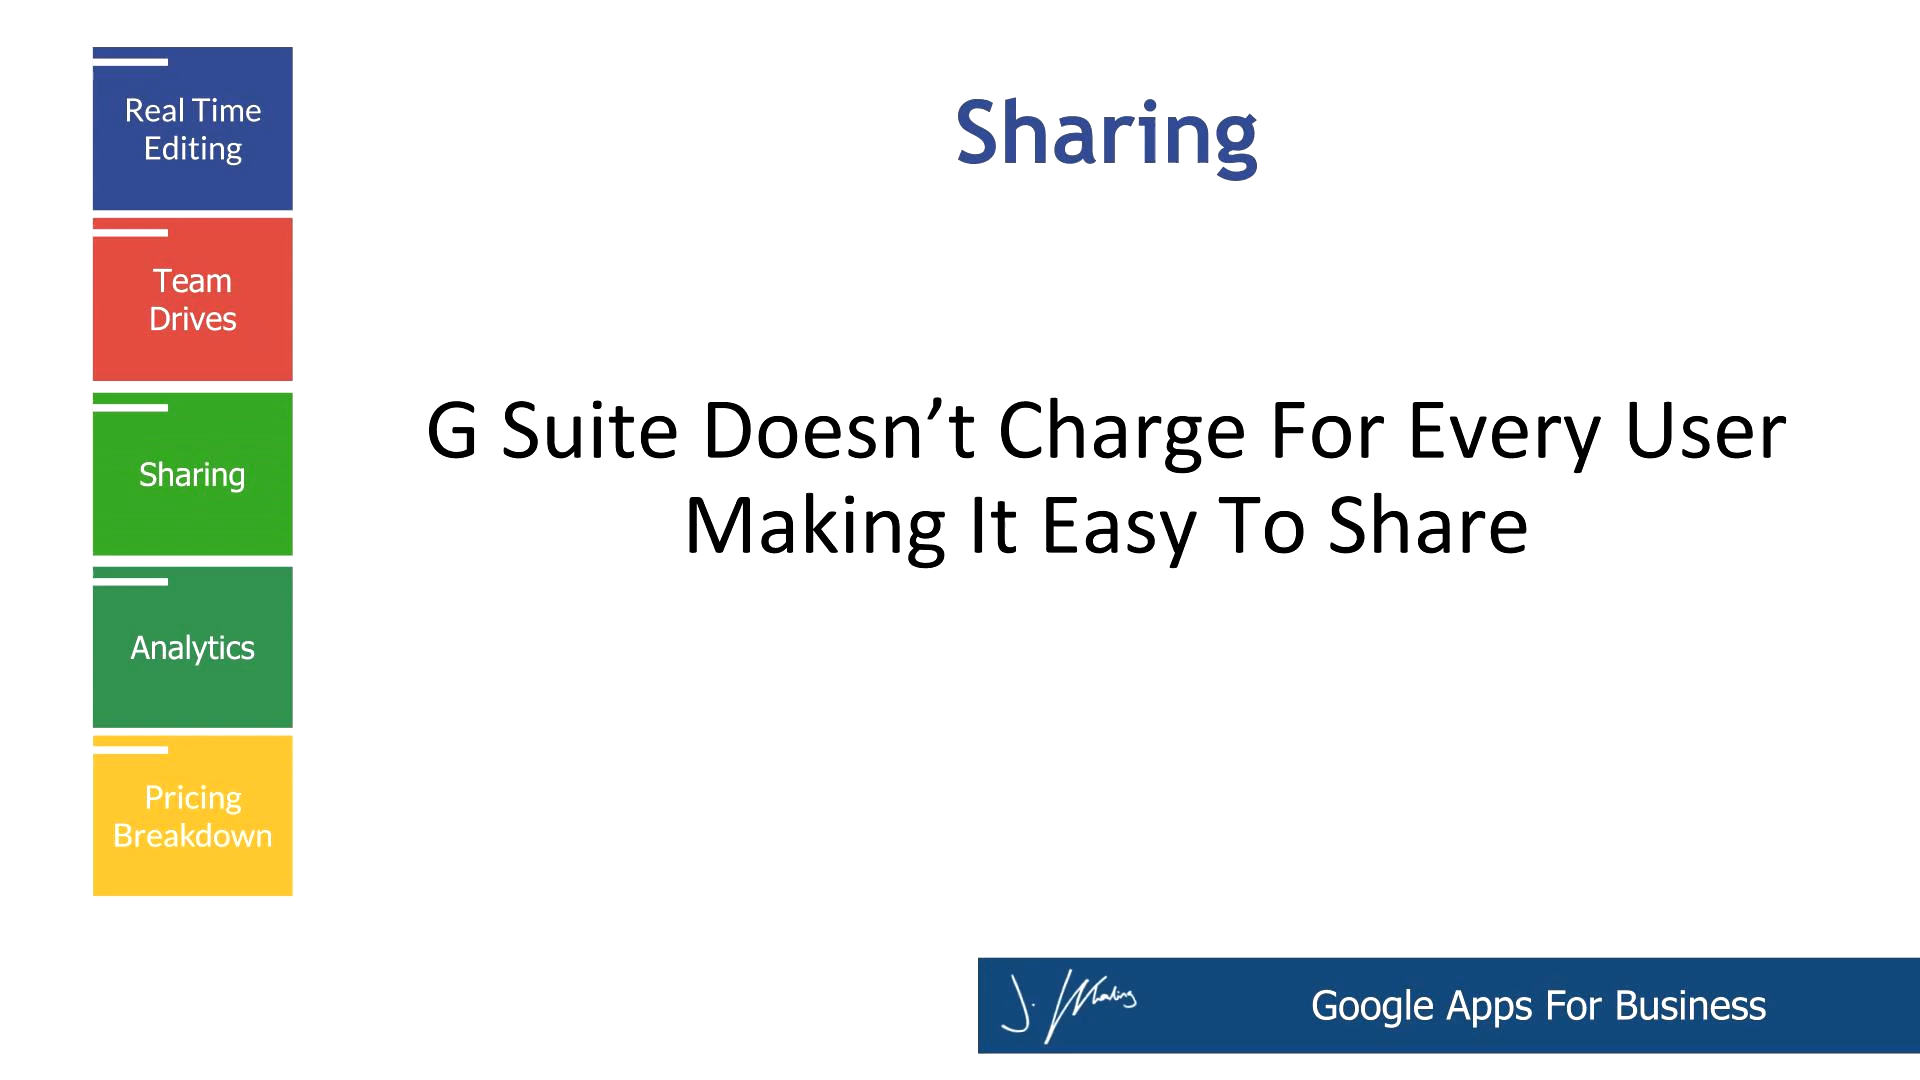 Real Time
Editing
Team
Drives
Sharing
Analytics
Pricing
Breakdown
Sharing
G Suite Doesn’t Charge For Every User
Making It Easy To Share
Google Apps For Business